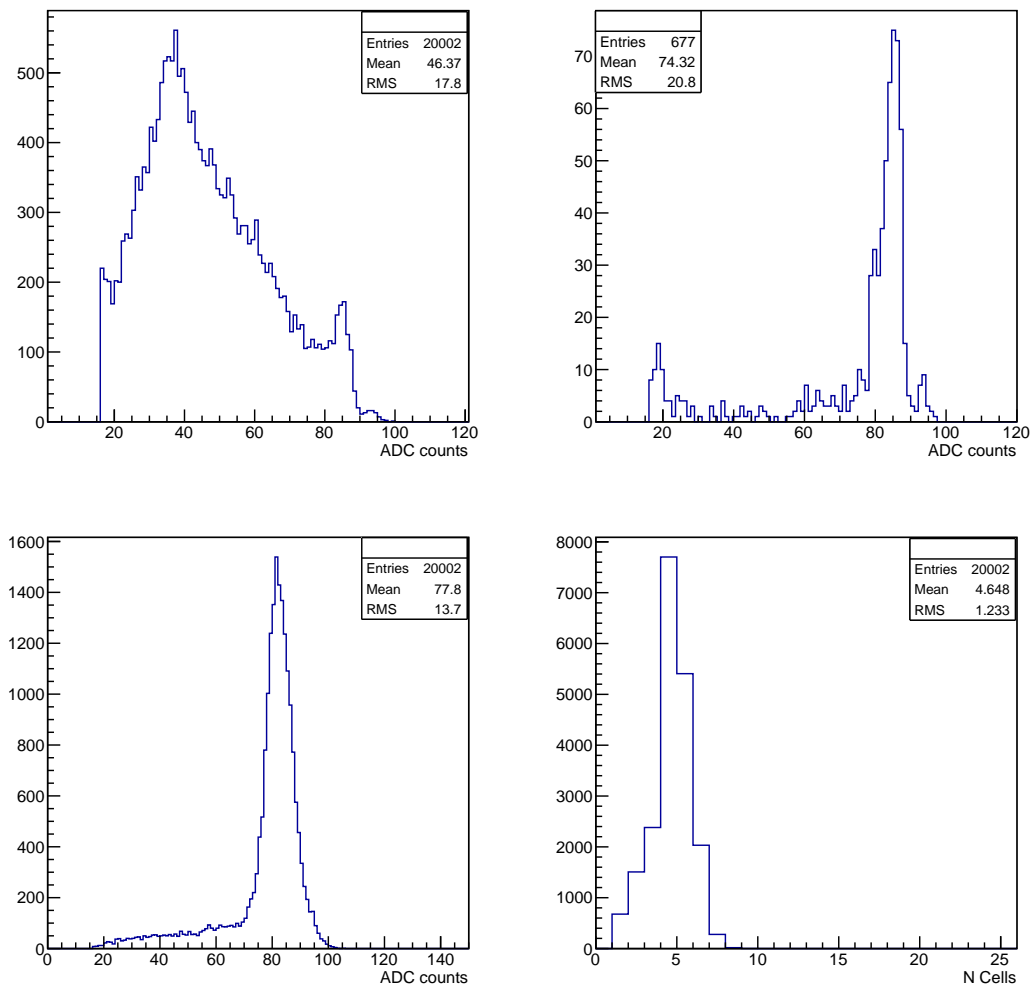 Entries 20002
Mean 46.37
RMS 17.8
500
400
300
200
100
0
20 40 60 80 100 120
ADC counts
Entries 677
Mean 74.32
RMS 20.8
70
60
50
40
30
20
10
0
20 40 60 80 100 120
ADC counts
Entries 20002
Mean 77.8
RMS 13.7
1600
1400
1200
1000
800
600
400
200
0
0 20 40 60 80 100 120 140
ADC counts
Entries 20002
Mean 4.648
RMS 1.233
8000
7000
6000
5000
4000
3000
2000
1000
0
0 5 10 15 20 25
N Cells